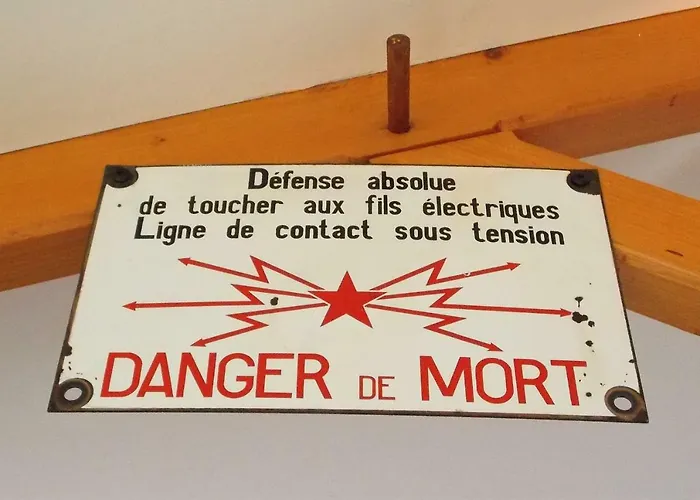 Défense absolue
de toucher aux fils électriques
Ligne de contact sous tension
DANGER DE MORT